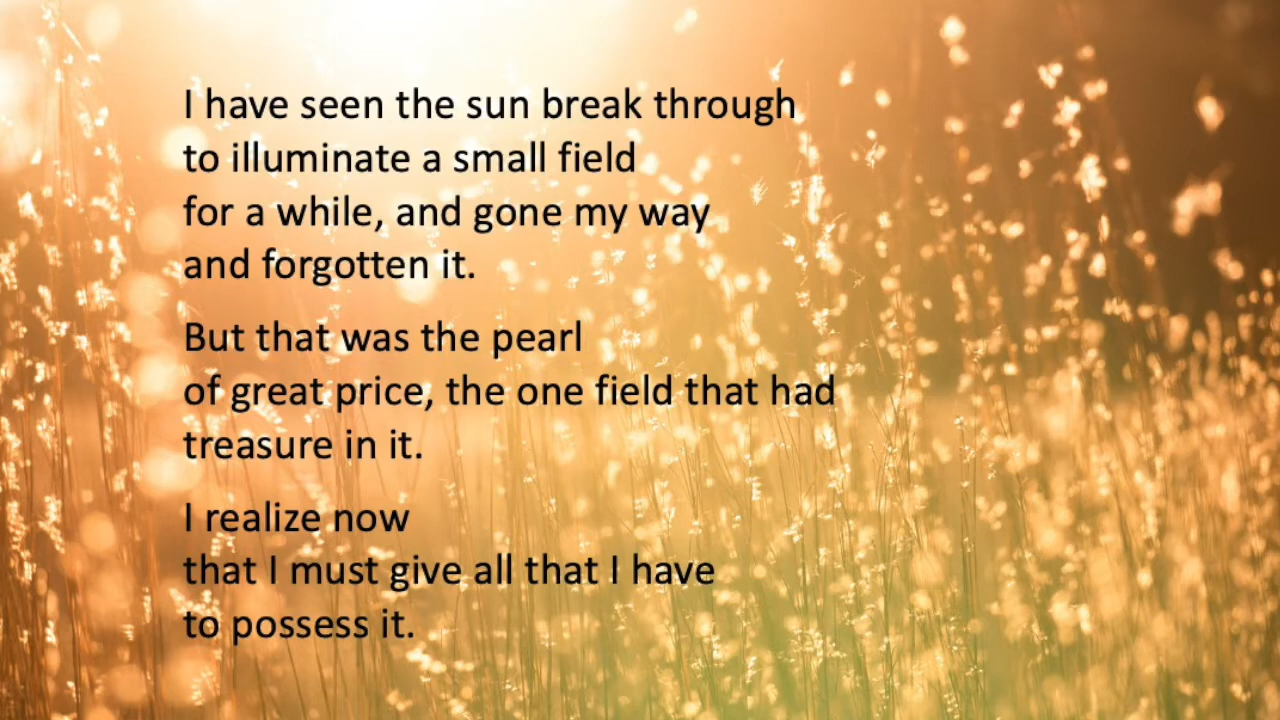 I have seen the sun break through
to illuminate a small field
for a while, and gone my way
and forgotten it.
But that was the pearl
of great price, the one field that had
treasure in it.
I realize now
that I must give all that I have
to possess it.